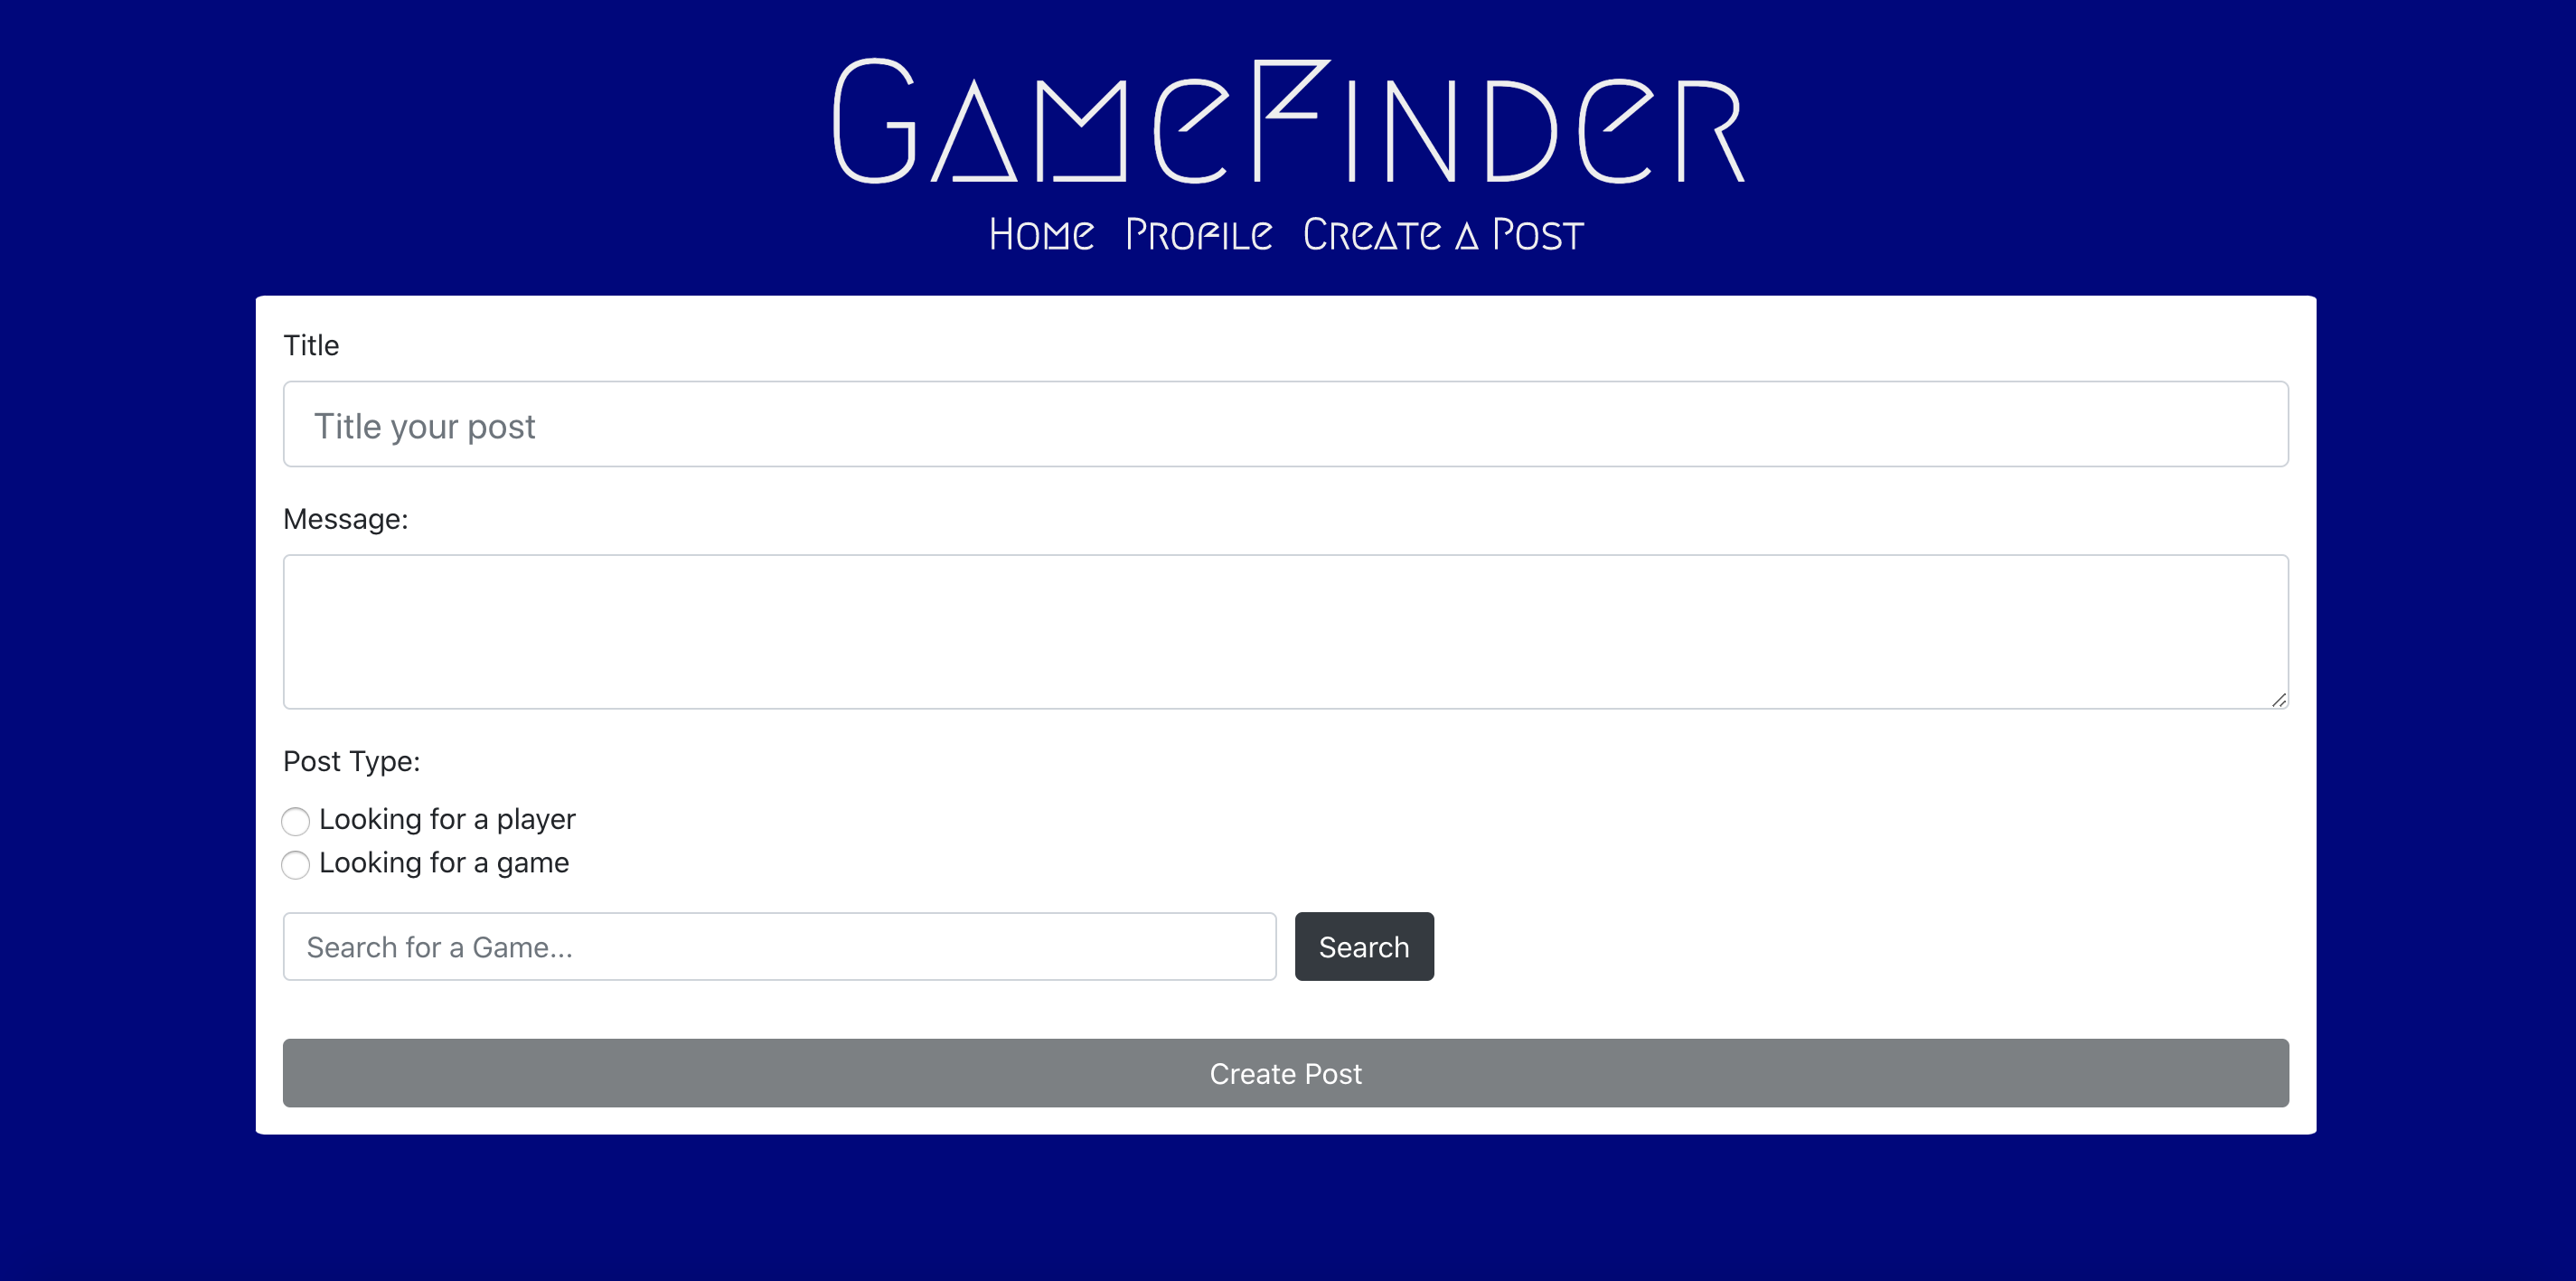 GameFinder
Home Profile Create a Post
Title
Title your post
Message:
Post Type:
Looking for a player
Looking for a game
Search for a Game... Search
Create Post